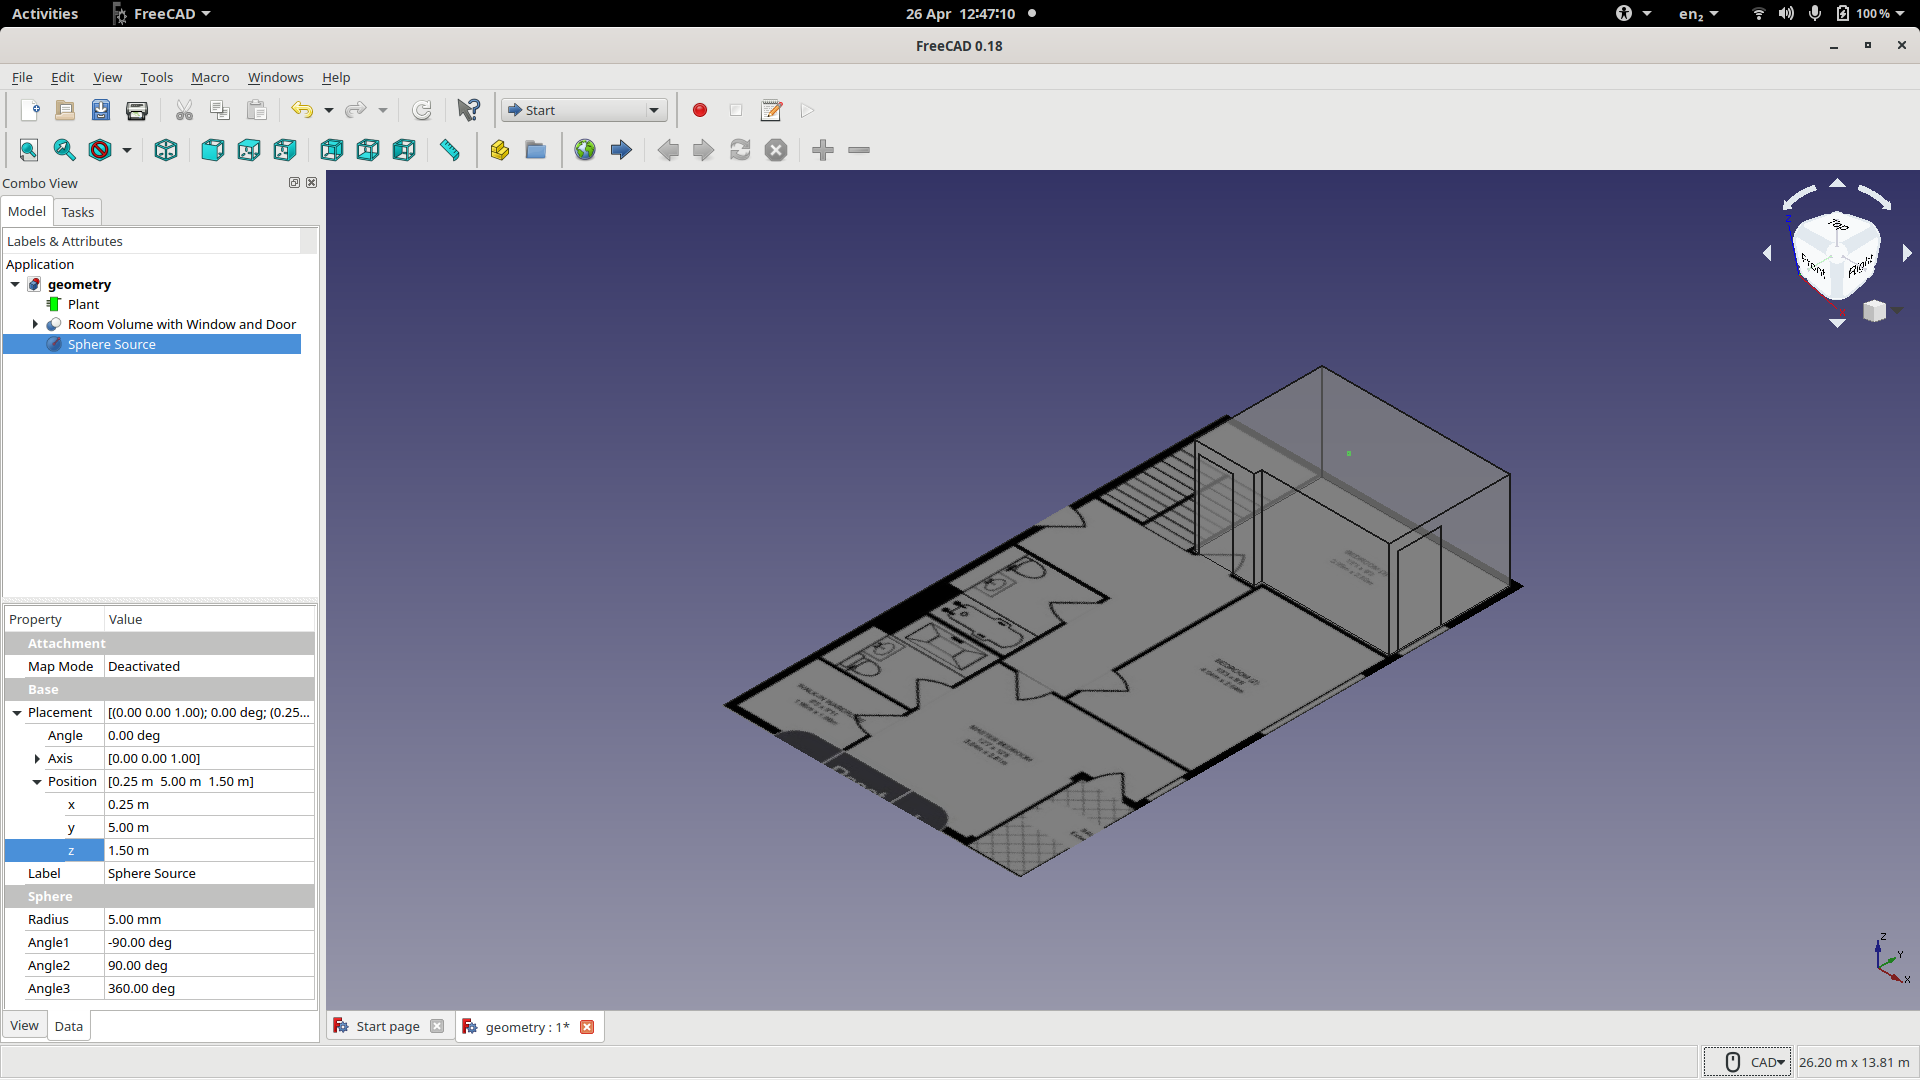 Activities FreeCAD 26 Apr 12:47:10 en₂ 100 %
FreeCAD 0.18
File Edit View Tools Macro Windows Help
Start
Combo View
Model Tasks
Labels & Attributes
Application
geometry
Plant
Room Volume with Window and Door
Sphere Source
Top
Front Right
Z
X
Property Value
Attachment
Map Mode Deactivated
Base
Placement [(0.00 0.00 1.00); 0.00 deg; (0.25...
Angle 0.00 deg
Axis [0.00 0.00 1.00]
Position [0.25 m 5.00 m 1.50 m]
x 0.25 m
y 5.00 m
z 1.50 m
Label Sphere Source
Sphere
Radius 5.00 mm
Angle1 -90.00 deg
Angle2 90.00 deg
Angle3 360.00 deg
View Data
BEDROOM (2)
MASTER BEDROOM
Z
Y
X
Start page geometry : 1*
CAD 26.20 m x 13.81 m